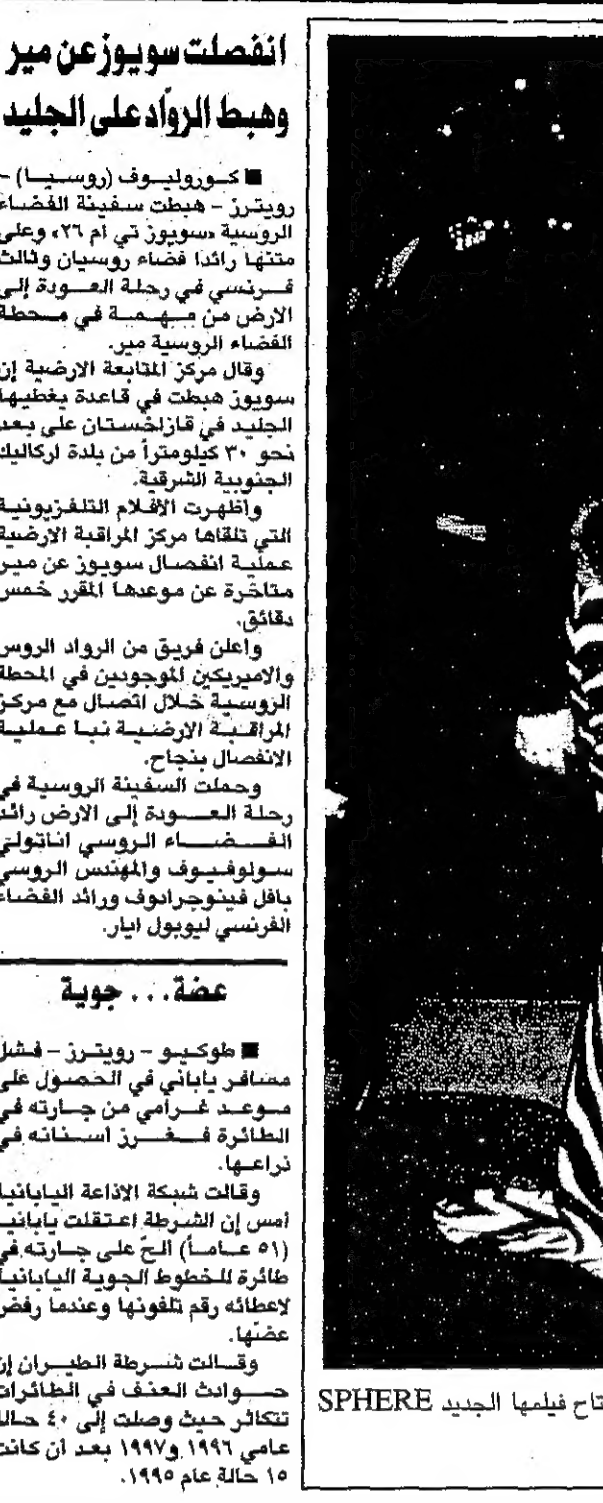 انفصلت سويوز عن مير
وهبط الروّاد على الجليد
■ كوروليوف (روسيا) -
رويترز - هبطت سفينة الفضاء
الروسية «سويوز تي ام ٢٦» وعلى
متنها رائدا فضاء روسيان وثالث
فرنسي في رحلة العودة إلى
الارض من مهمة في محطة
الفضاء الروسية مير.
وقال مركز المتابعة الارضية إن
سويوز هبطت في قاعدة يغطيها
الجليد في قازاخستان على بعد
نحو ٣٠ كيلومتراً من بلدة اركاليك
الجنوبية الشرقية.
واظهرت الافلام التلفزيونية
التي تلقاها مركز المراقبة الارضية
عملية انفصال سويوز عن مير
متاخرة عن موعدها المقرر خمس
دقائق.
واعلن فريق من الرواد الروس
والاميركين الموجودين في المحطة
الروسية خلال اتصال مع مركز
المراقبة الارضية نبا عملية
الانفصال بنجاح.
وحملت السفينة الروسية في
رحلة العودة إلى الارض رائد
الفضاء الروسي اناتولي
سولوفيوف والمهندس الروسي
بافل فينوجرادوف ورائد الفضاء
الفرنسي ليوبول ايار.
عضة... جوية
■ طوكيو - رويترز - فشل
مسافر ياباني في الحصول على
موعد غرامي من جارته في
الطائرة فغرز اسنانه في
ذراعها.
وقالت شبكة الاذاعة اليابانية
أمس إن الشرطة اعتقلت يابانيا
(٥١ عاماً) الحّ على جارته في
طائرة للخطوط الجوية اليابانية
لاعطائه رقم تلفونها وعندما رفضت
عضّها.
وقالت شرطة الطيران إن
حوادث العنف في الطائرات
تتكاثر حيث وصلت إلى ٤٠ حالة
عامي ١٩٩٦ و١٩٩٧ بعد ان كانت
١٥ حالة عام ١٩٩٥.
تاح فيلمها الجديد SPHERE